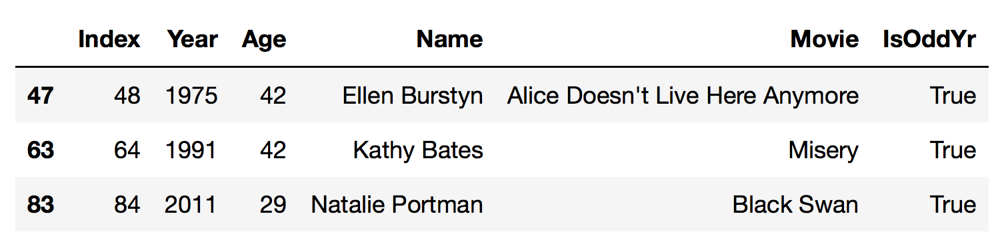 Index Year Age Name Movie IsOddYr
47 48 1975 42 Ellen Burstyn Alice Doesn't Live Here Anymore True
63 64 1991 42 Kathy Bates Misery True
83 84 2011 29 Natalie Portman Black Swan True